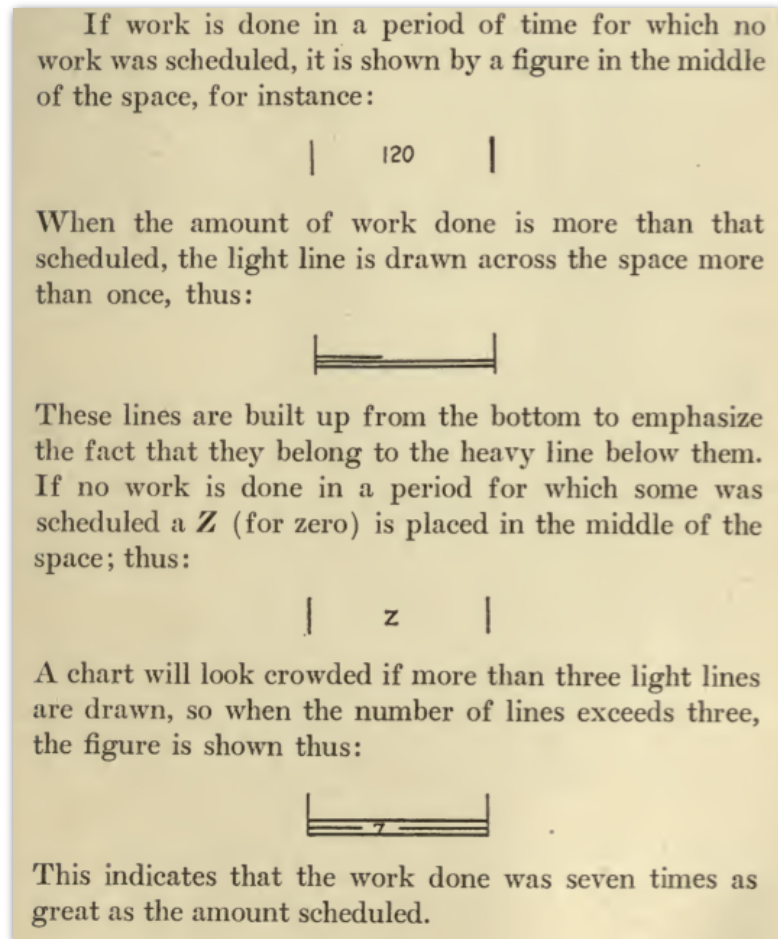 If work is done in a period of time for which no
work was scheduled, it is shown by a figure in the middle
of the space, for instance:
120
When the amount of work done is more than that
scheduled, the light line is drawn across the space more
than once, thus:
These lines are built up from the bottom to emphasize
the fact that they belong to the heavy line below them.
If no work is done in a period for which some was
scheduled a Z (for zero) is placed in the middle of the
space; thus:
Z
A chart will look crowded if more than three light lines
are drawn, so when the number of lines exceeds three,
the figure is shown thus:
7
This indicates that the work done was seven times as
great as the amount scheduled.